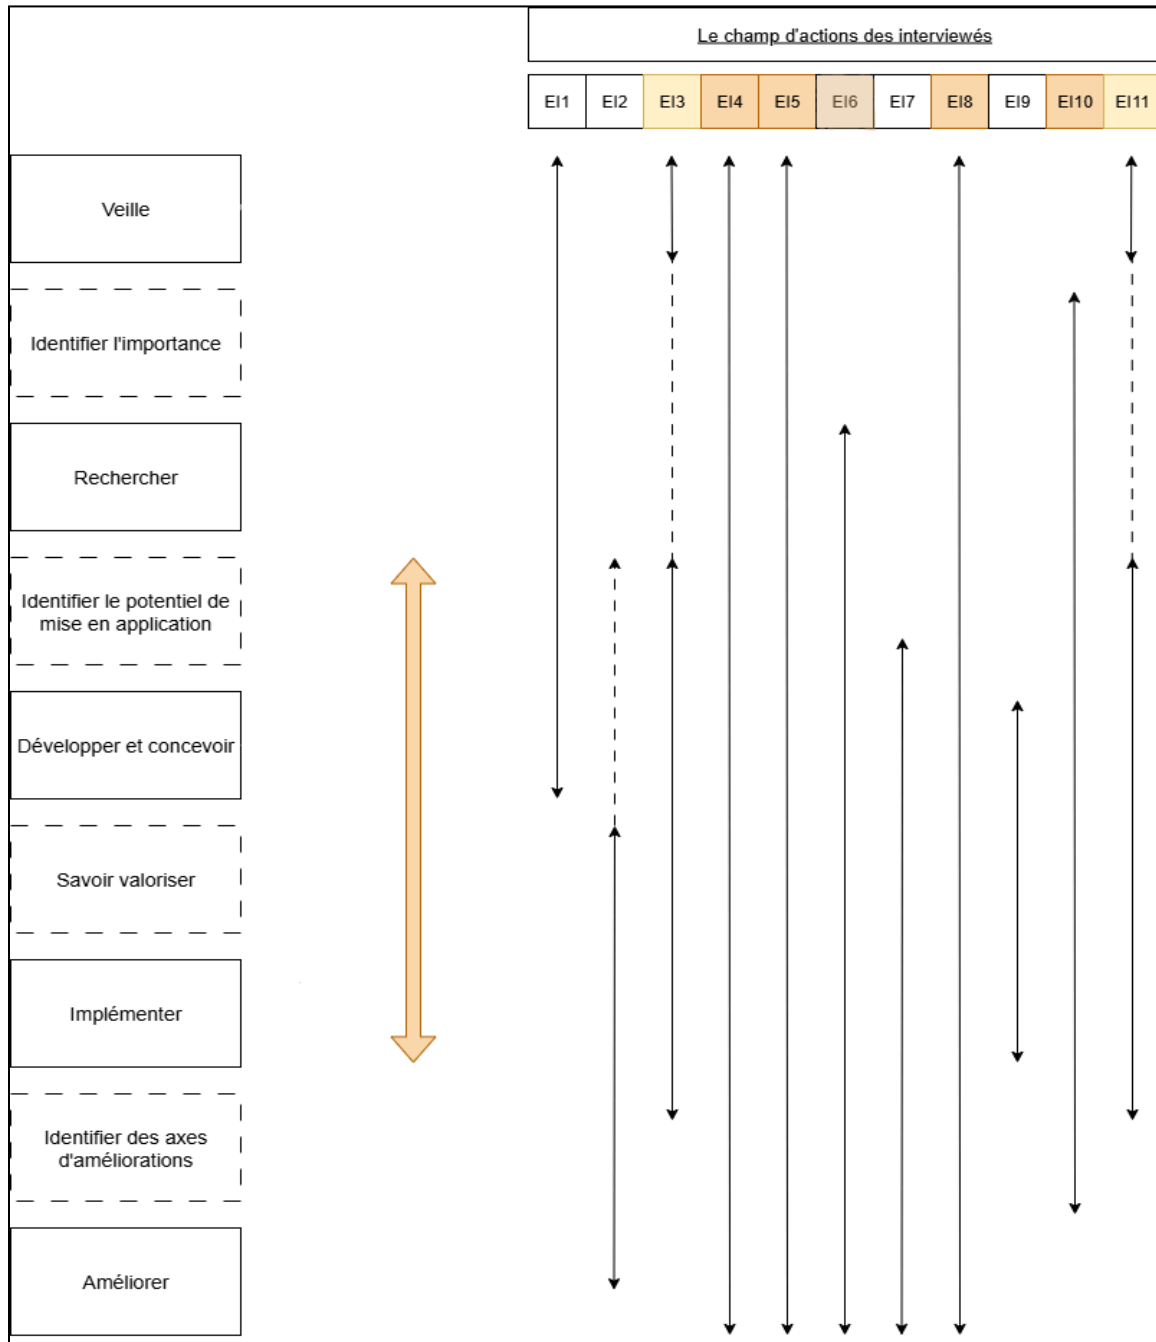 Le champ d'actions des interviewés
EI1 EI2 EI3 EI4 EI5 EI6 EI7 EI8 EI9 EI10 EI11
Veille
Identifier l'importance
Rechercher
Identifier le potentiel de
mise en application
Développer et concevoir
Savoir valoriser
Implémenter
Identifier des axes
d'améliorations
Améliorer